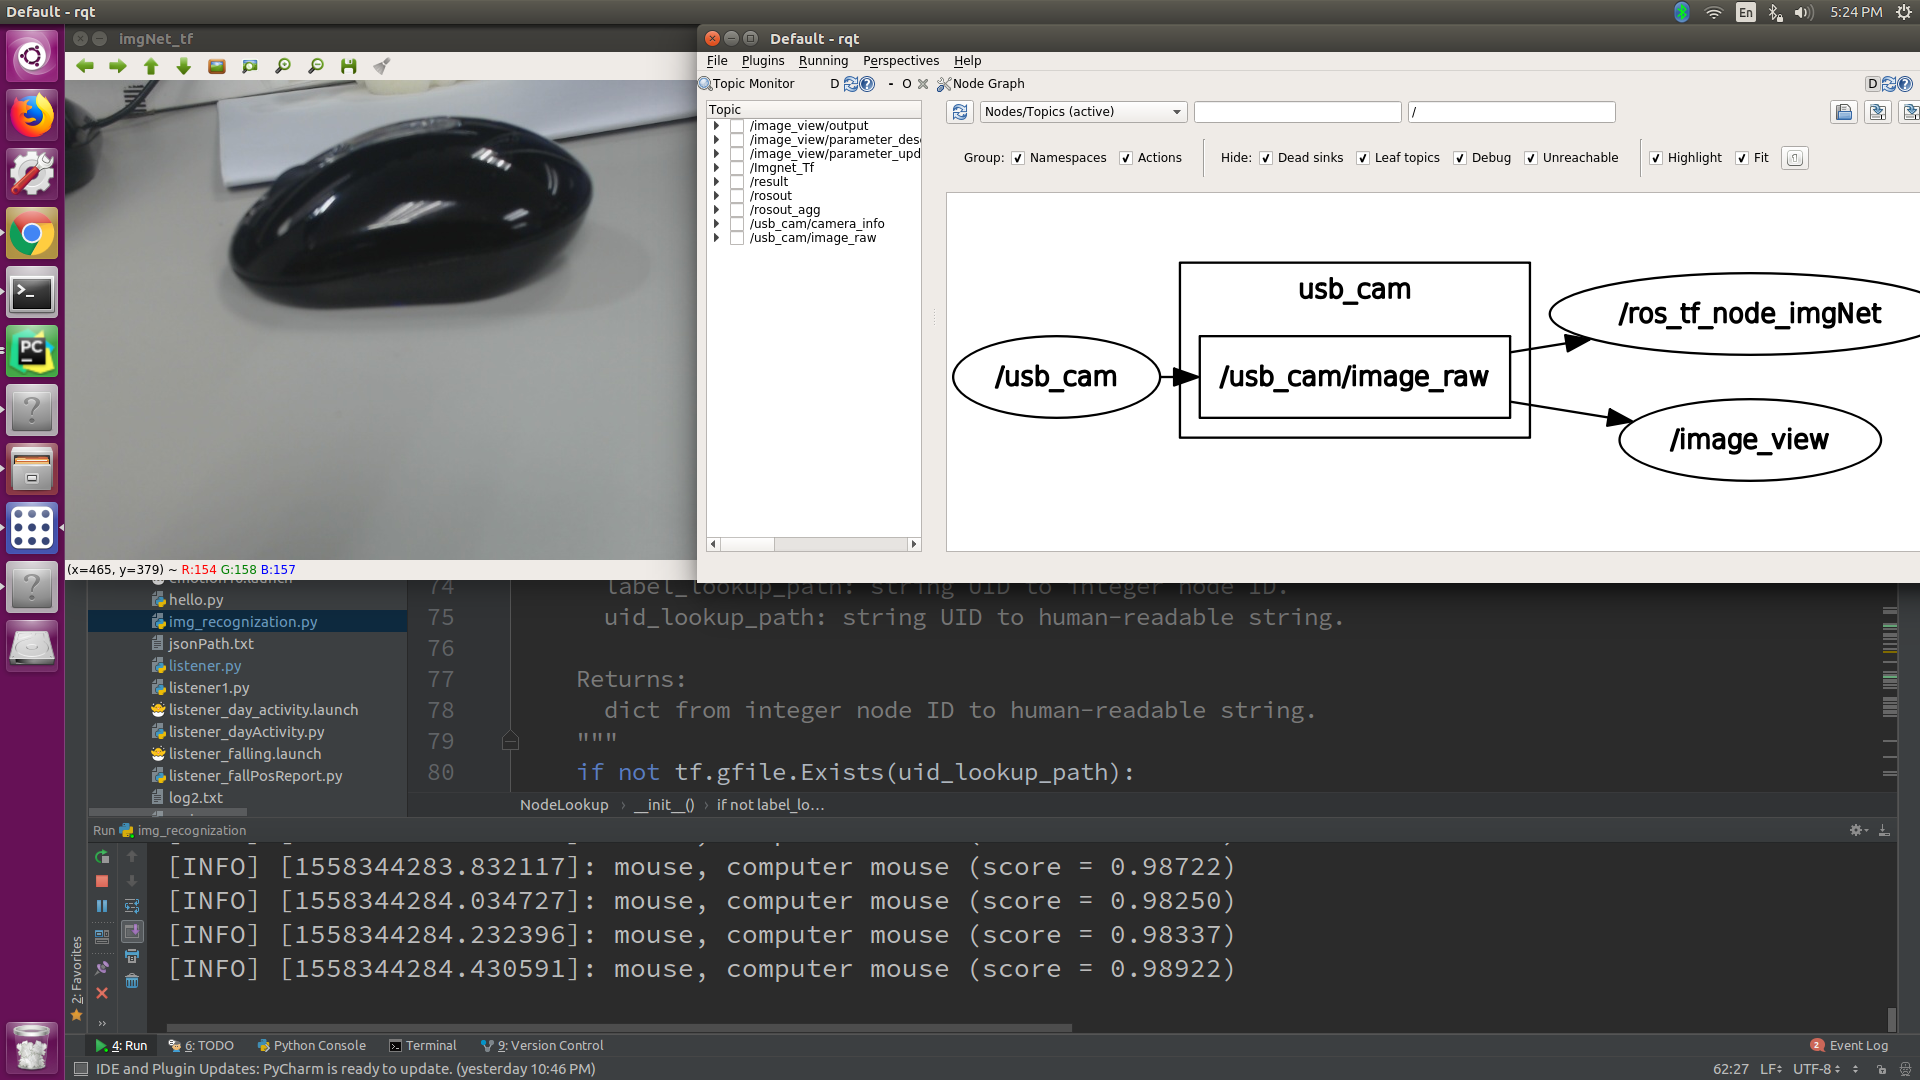 Default - rqt
En
5:24 PM
imgNet_tf
(x=465, y=379) ~ R:154 G:158 B:157
Default - rqt
File Plugins Running Perspectives Help
Topic Monitor D - O
Node Graph D
Topic
/image_view/output
/image_view/parameter_des
/image_view/parameter_upd
/Imgnet_Tf
/result
/rosout
/rosout_agg
/usb_cam/camera_info
/usb_cam/image_raw
Nodes/Topics (active) /
Group: Namespaces Actions Hide: Dead sinks Leaf topics Debug Unreachable Highlight Fit
usb_cam
/usb_cam
/usb_cam/image_raw
/ros_tf_node_imgNet
/image_view
hello.py
img_recognization.py
jsonPath.txt
listener.py
listener1.py
listener_day_activity.launch
listener_dayActivity.py
listener_falling.launch
listener_fallPosReport.py
log2.txt
74 label_lookup_path: string UID to integer node ID.
75 uid_lookup_path: string UID to human-readable string.
76
77 Returns:
78 dict from integer node ID to human-readable string.
79 """
80 if not tf.gfile.Exists(uid_lookup_path):
NodeLookup › __init__() › if not label_lo...
Run img_recognization
[INFO] [1558344283.832117]: mouse, computer mouse (score = 0.98722)
[INFO] [1558344284.034727]: mouse, computer mouse (score = 0.98250)
[INFO] [1558344284.232396]: mouse, computer mouse (score = 0.98337)
[INFO] [1558344284.430591]: mouse, computer mouse (score = 0.98922)
2: Favorites
4: Run 6: TODO Python Console Terminal 9: Version Control 2 Event Log
IDE and Plugin Updates: PyCharm is ready to update. (yesterday 10:46 PM) 62:27 LF UTF-8